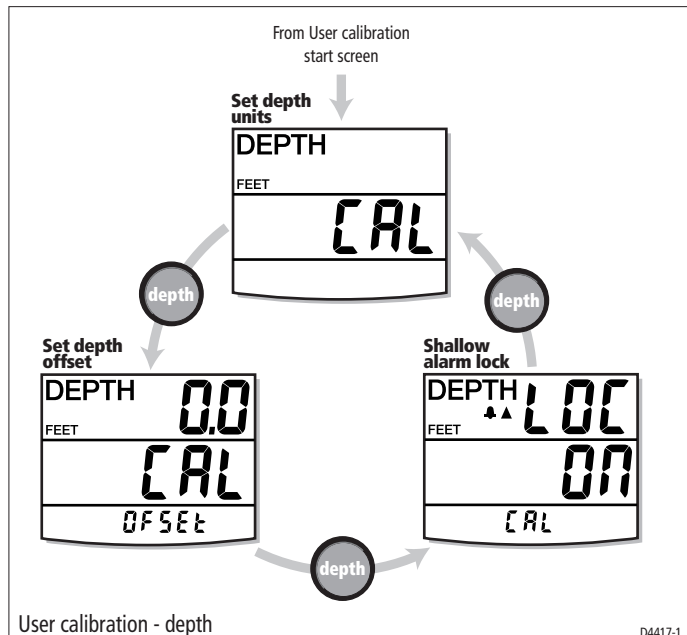 From User calibration
start screen
Set depth
units
DEPTH
FEET
CAL
depth
depth
Set depth
offset
DEPTH 0.0
FEET
CAL
OFSEt
Shallow
alarm lock
DEPTH LOC
FEET
ON
CAL
depth
User calibration - depth
D4417-1